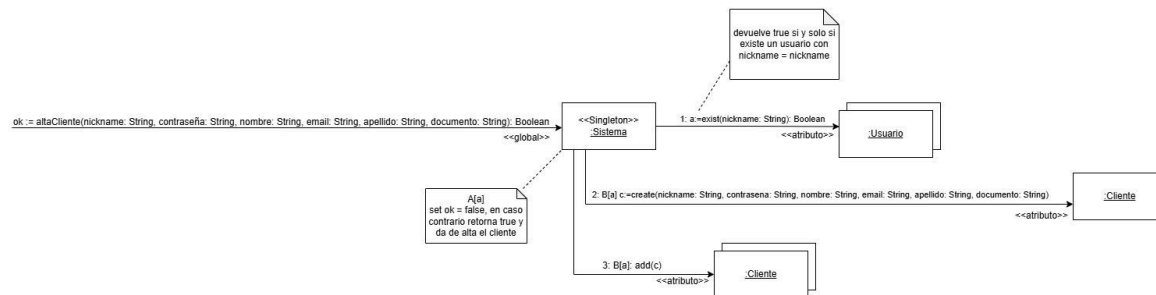 devuelve true si y solo si
existe un usuario con
nickname = nickname
ok := altaCliente(nickname: String, contraseña: String, nombre: String, email: String, apellido: String, documento: String): Boolean
<<global>>
<<Singleton>>
:Sistema
1: a:=exist(nickname: String): Boolean
<<atributo>>
:Usuario
A[a]
set ok = false, en caso
contrario retorna true y
da de alta el cliente
2: B[a] c:=create(nickname: String, contrasena: String, nombre: String, email: String, apellido: String, documento: String)
<<atributo>>
:Cliente
3: B[a]: add(c)
<<atributo>>
:Cliente